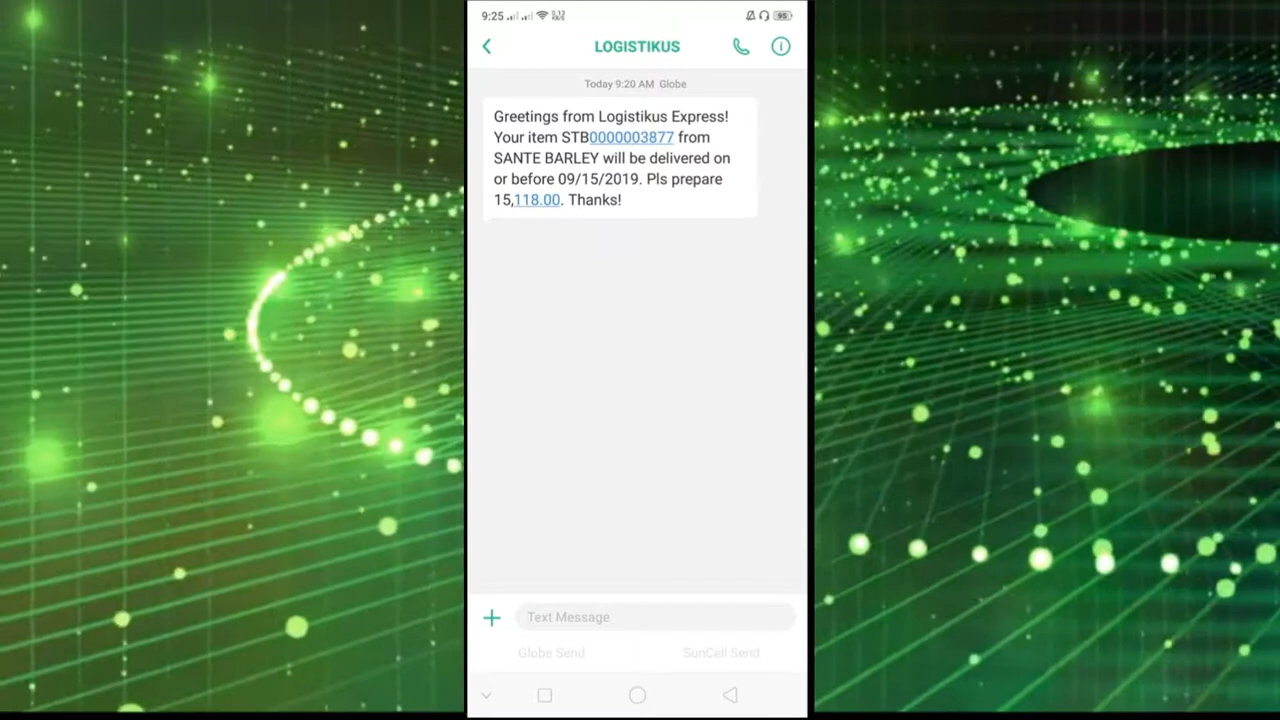 9:25
95
LOGISTIKUS
Today 9:20 AM Globe
Greetings from Logistikus Express!
Your item STB0000003877 from
SANTE BARLEY will be delivered on
or before 09/15/2019. Pls prepare
15,118.00. Thanks!
Text Message
Globe Send
SunCell Send